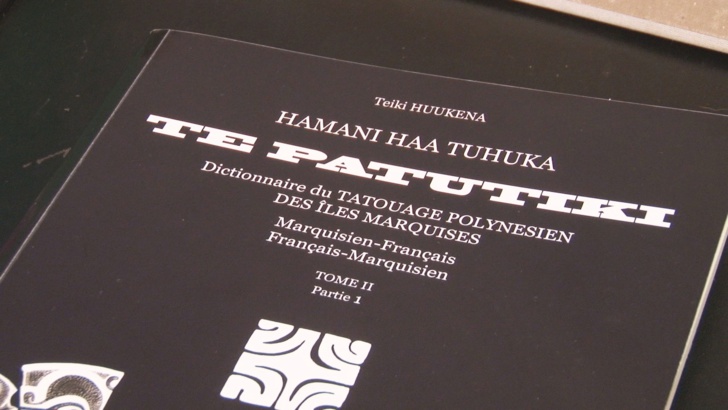 Teiki HUUKENA
HAMANI HAA TUHUKA
TE PATUTIKI
Dictionnaire du TATOUAGE POLYNESIEN
DES ÎLES MARQUISES
Marquisien-Français
Français-Marquisien
TOME II
Partie 1